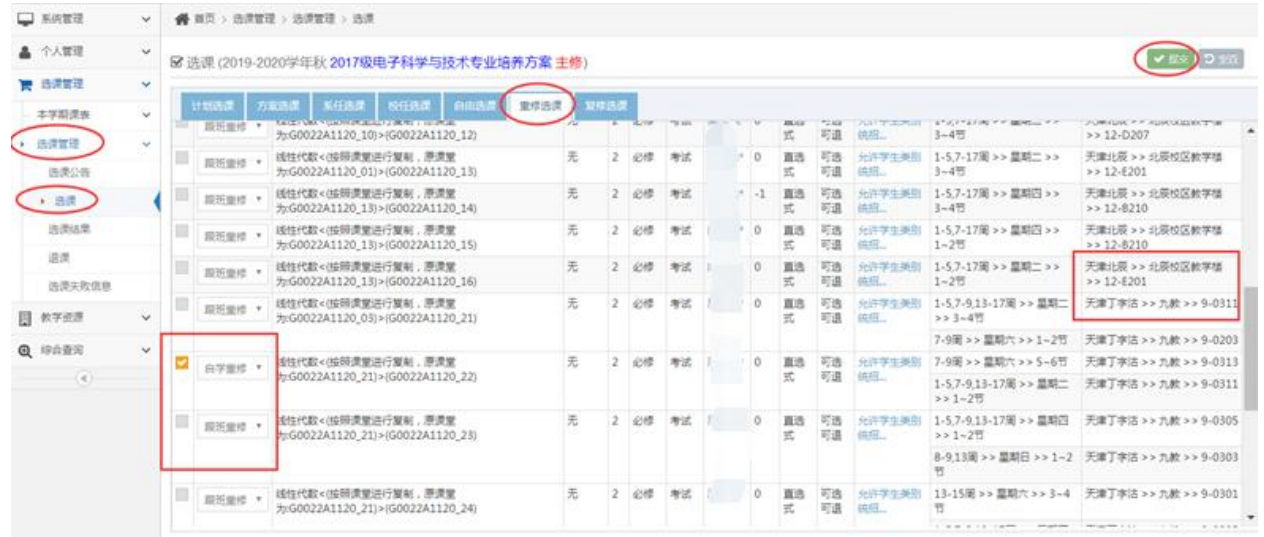 系统管理
个人管理
选课管理
本学期课表
选课管理
选课公告
选课
选课结果
退课
选课失败信息
教学资源
综合查询
首页 > 选课管理 > 选课管理 > 选课
选课 (2019-2020学年秋 2017级电子科学与技术专业培养方案 主修)
提交
计划选课 方案选课 系任选课 校任选课 自由选课 重修选课 复修选课
跟班重修 为:G0022A1120_10)>(G0022A1120_12) 无 2 必修 考试 直选式 可选可退 3~4节 >> 12-D207
跟班重修 线性代数<(按照课堂进行复制，原课堂 无 2 必修 考试 0 直选式 可选可退 允许学生类别 1-5,7-17周 >> 星期二 >> 天津北辰 >> 北辰校区教学楼
为:G0022A1120_01)>(G0022A1120_13) 统招... 3~4节 >> 12-E201
跟班重修 线性代数<(按照课堂进行复制，原课堂 无 2 必修 考试 -1 直选式 可选可退 允许学生类别 1-5,7-17周 >> 星期四 >> 天津北辰 >> 北辰校区教学楼
为:G0022A1120_13)>(G0022A1120_14) 统招... 3~4节 >> 12-B210
跟班重修 线性代数<(按照课堂进行复制，原课堂 无 2 必修 考试 0 直选式 可选可退 允许学生类别 1-5,7-17周 >> 星期四 >> 天津北辰 >> 北辰校区教学楼
为:G0022A1120_13)>(G0022A1120_15) 统招... 1~2节 >> 12-B210
跟班重修 线性代数<(按照课堂进行复制，原课堂 无 2 必修 考试 0 直选式 可选可退 允许学生类别 1-5,7-17周 >> 星期二 >> 天津北辰 >> 北辰校区教学楼
为:G0022A1120_13)>(G0022A1120_16) 统招... 1~2节 >> 12-E201
跟班重修 线性代数<(按照课堂进行复制，原课堂 无 2 必修 考试 0 直选式 可选可退 允许学生类别 1-5,7-9,13-17周 >> 星期二 天津丁字沽 >> 九教 >> 9-0311
为:G0022A1120_03)>(G0022A1120_21) 统招... >> 3~4节
7-9周 >> 星期六 >> 1~2节 天津丁字沽 >> 九教 >> 9-0203
自学重修 线性代数<(按照课堂进行复制，原课堂 无 2 必修 考试 0 直选式 可选可退 允许学生类别 7-9周 >> 星期六 >> 5~6节 天津丁字沽 >> 九教 >> 9-0313
为:G0022A1120_21)>(G0022A1120_22) 统招... 1-5,7-9,13-17周 >> 星期二 天津丁字沽 >> 九教 >> 9-0311
>> 1~2节
跟班重修 线性代数<(按照课堂进行复制，原课堂 无 2 必修 考试 0 直选式 可选可退 允许学生类别 1-5,7-9,13-17周 >> 星期四 天津丁字沽 >> 九教 >> 9-0305
为:G0022A1120_21)>(G0022A1120_23) 统招... >> 1~2节
8-9,13周 >> 星期日 >> 1~2 天津丁字沽 >> 九教 >> 9-0303
节
跟班重修 线性代数<(按照课堂进行复制，原课堂 无 2 必修 考试 0 直选式 可选可退 允许学生类别 13-15周 >> 星期六 >> 3~4 天津丁字沽 >> 九教 >> 9-0301
为:G0022A1120_21)>(G0022A1120_24) 统招... 节